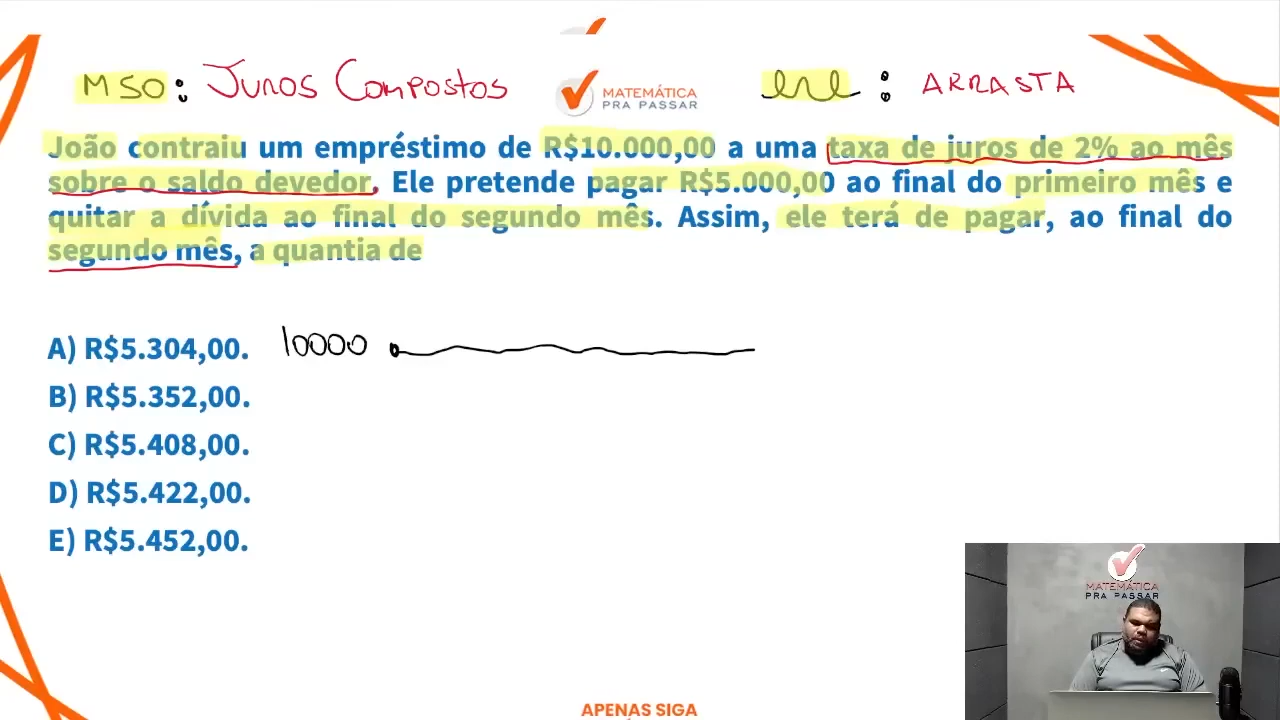 MSO: JUROS COMPOSTOS
MATEMÁTICA
PRA PASSAR
: ARRASTA
João contraiu um empréstimo de R$10.000,00 a uma taxa de juros de 2% ao mês
sobre o saldo devedor. Ele pretende pagar R$5.000,00 ao final do primeiro mês e
quitar a dívida ao final do segundo mês. Assim, ele terá de pagar, ao final do
segundo mês, a quantia de
A) R$5.304,00. 10000
B) R$5.352,00.
C) R$5.408,00.
D) R$5.422,00.
E) R$5.452,00.
MATEMÁTICA
PRA PASSAR
APENAS SIGA